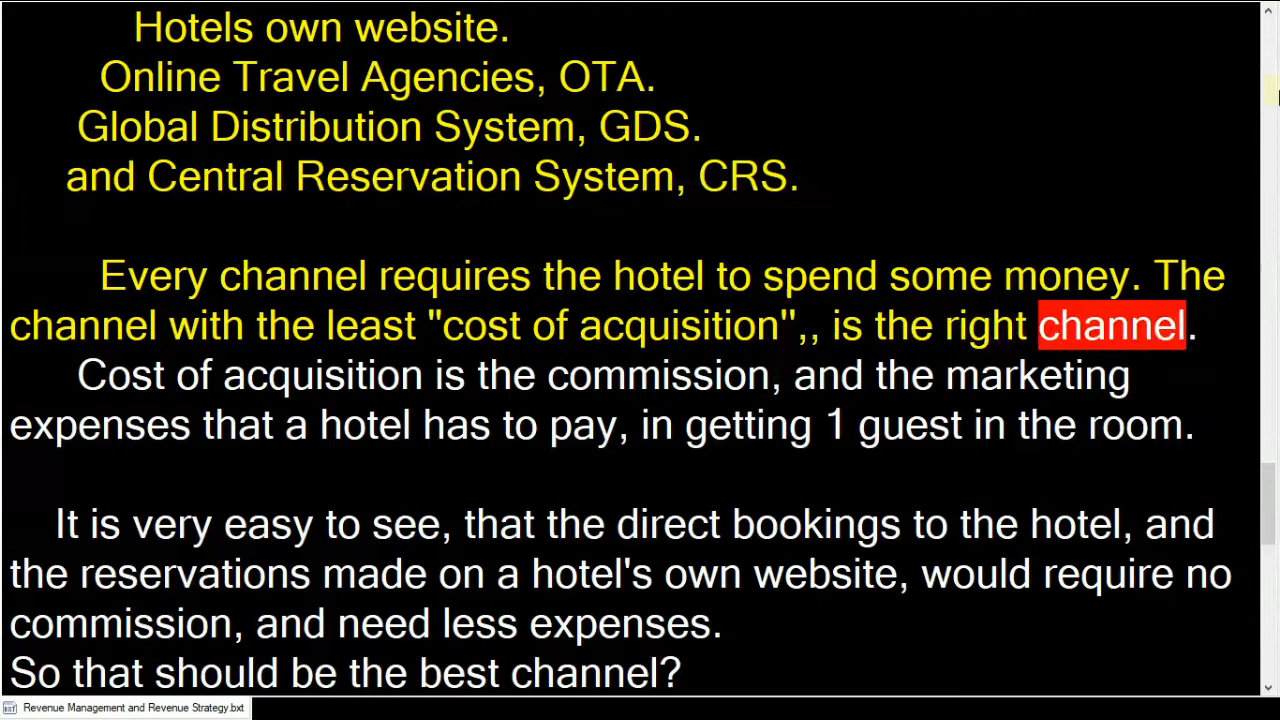 Hotels own website.
Online Travel Agencies, OTA.
Global Distribution System, GDS.
and Central Reservation System, CRS.
Every channel requires the hotel to spend some money. The
channel with the least "cost of acquisition'',, is the right channel.
Cost of acquisition is the commission, and the marketing
expenses that a hotel has to pay, in getting 1 guest in the room.
It is very easy to see, that the direct bookings to the hotel, and
the reservations made on a hotel's own website, would require no
commission, and need less expenses.
So that should be the best channel?
BXT Revenue Management and Revenue Strategy.bxt